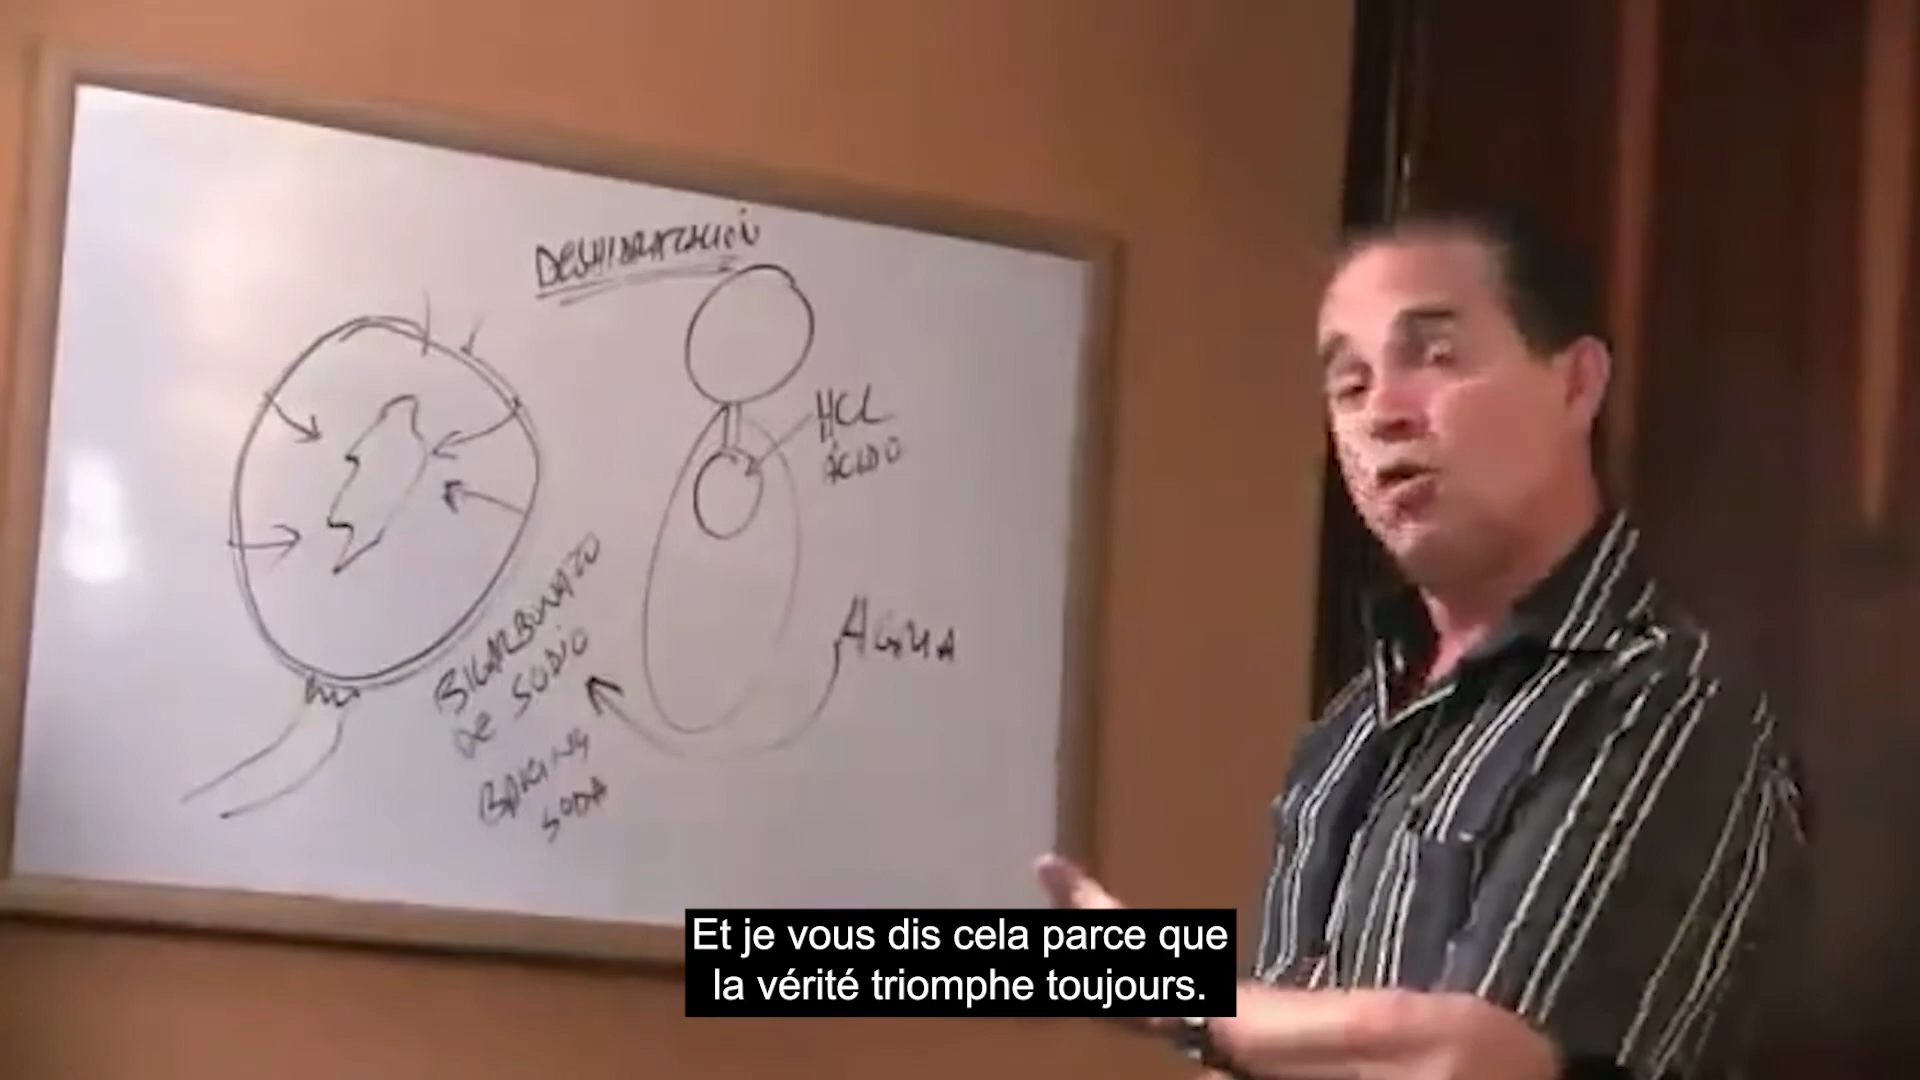 DESHIDRATACIÓN
HCL
ÁCIDO
AGUA
BICARBONATO
DE SODIO
BAKING
SODA
Et je vous dis cela parce que
la vérité triomphe toujours.